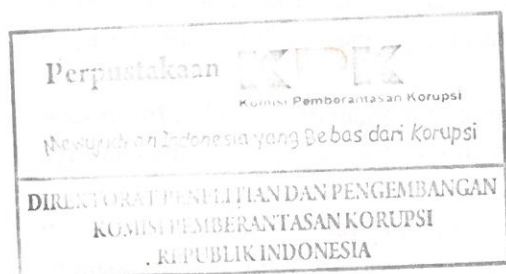 Perpustakaan KPK
Komisi Pemberantasan Korupsi
Mewujudkan Indonesia yang Bebas dari Korupsi
DIREKTORAT PENELITIAN DAN PENGEMBANGAN
KOMISI PEMBERANTASAN KORUPSI
REPUBLIK INDONESIA